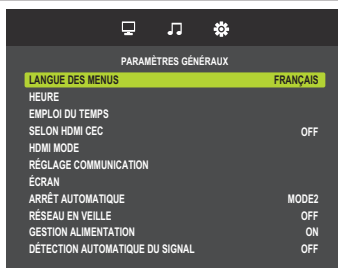 PARAMÈTRES GÉNÉRAUX
LANGUE DES MENUS FRANÇAIS
HEURE
EMPLOI DU TEMPS
SELON HDMI CEC OFF
HDMI MODE
RÉGLAGE COMMUNICATION
ÉCRAN
ARRÊT AUTOMATIQUE MODE2
RÉSEAU EN VEILLE OFF
GESTION ALIMENTATION ON
DÉTECTION AUTOMATIQUE DU SIGNAL OFF